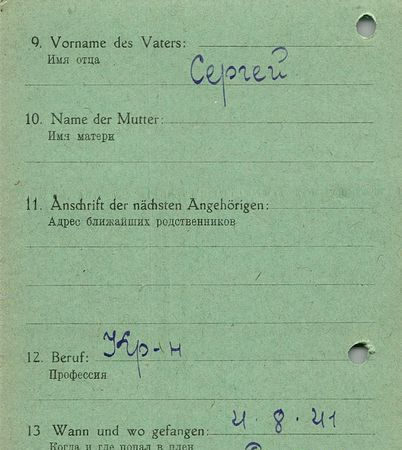 9. Vorname des Vaters:
Имя отца
Сергей
10. Name der Mutter:
Имя матери
11. Anschrift der nächsten Angehörigen:
Адрес ближайших родственников
12. Beruf: Кр-н
Профессия
13 Wann und wo gefangen: 4.8.41
Когда и где попал в плен